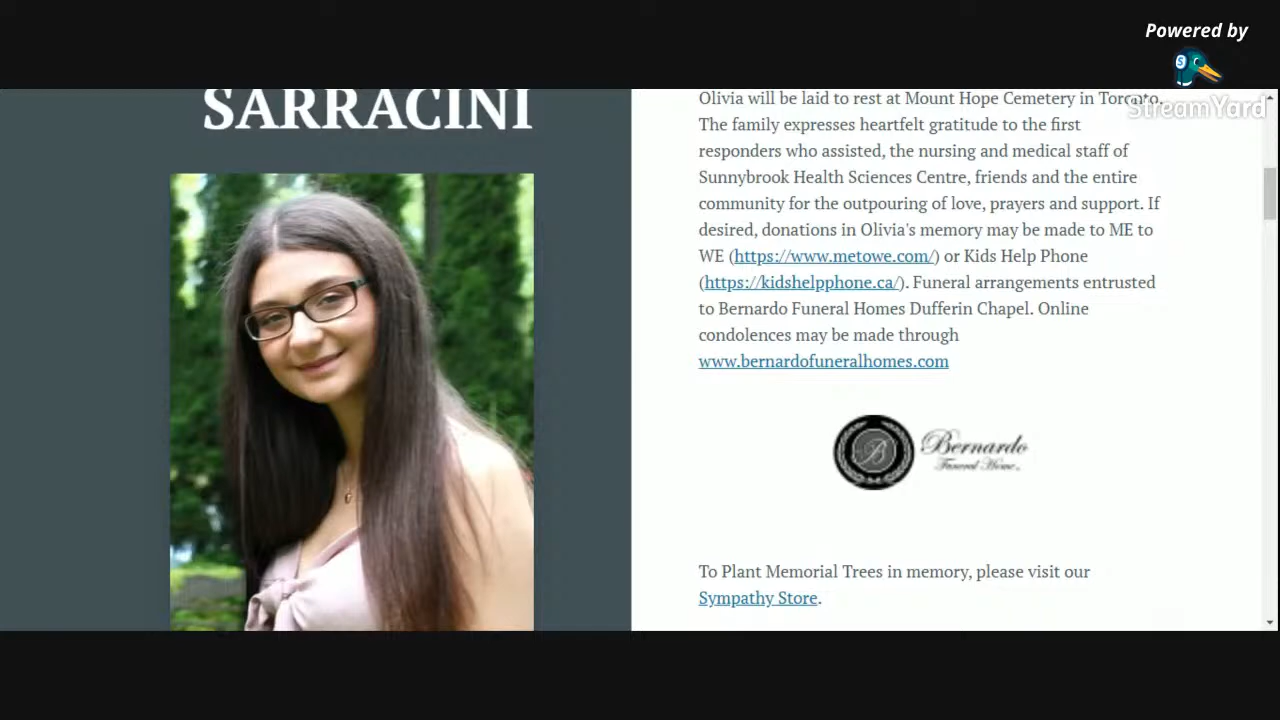 Powered by
StreamYard
SARRACINI
Olivia will be laid to rest at Mount Hope Cemetery in Toronto.
The family expresses heartfelt gratitude to the first
responders who assisted, the nursing and medical staff of
Sunnybrook Health Sciences Centre, friends and the entire
community for the outpouring of love, prayers and support. If
desired, donations in Olivia's memory may be made to ME to
WE (https://www.metowe.com/) or Kids Help Phone
(https://kidshelpphone.ca/). Funeral arrangements entrusted
to Bernardo Funeral Homes Dufferin Chapel. Online
condolences may be made through
www.bernardofuneralhomes.com
B
Bernardo
Funeral Home
To Plant Memorial Trees in memory, please visit our
Sympathy Store.